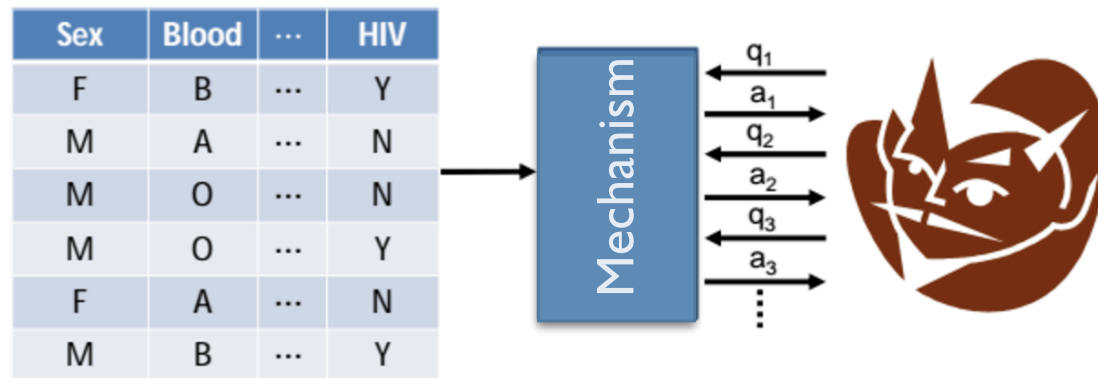 Sex Blood ... HIV
F B ... Y
M A ... N
M O ... N
M O ... Y
F A ... N
M B ... Y
Mechanism
q1
a1
q2
a2
q3
a3